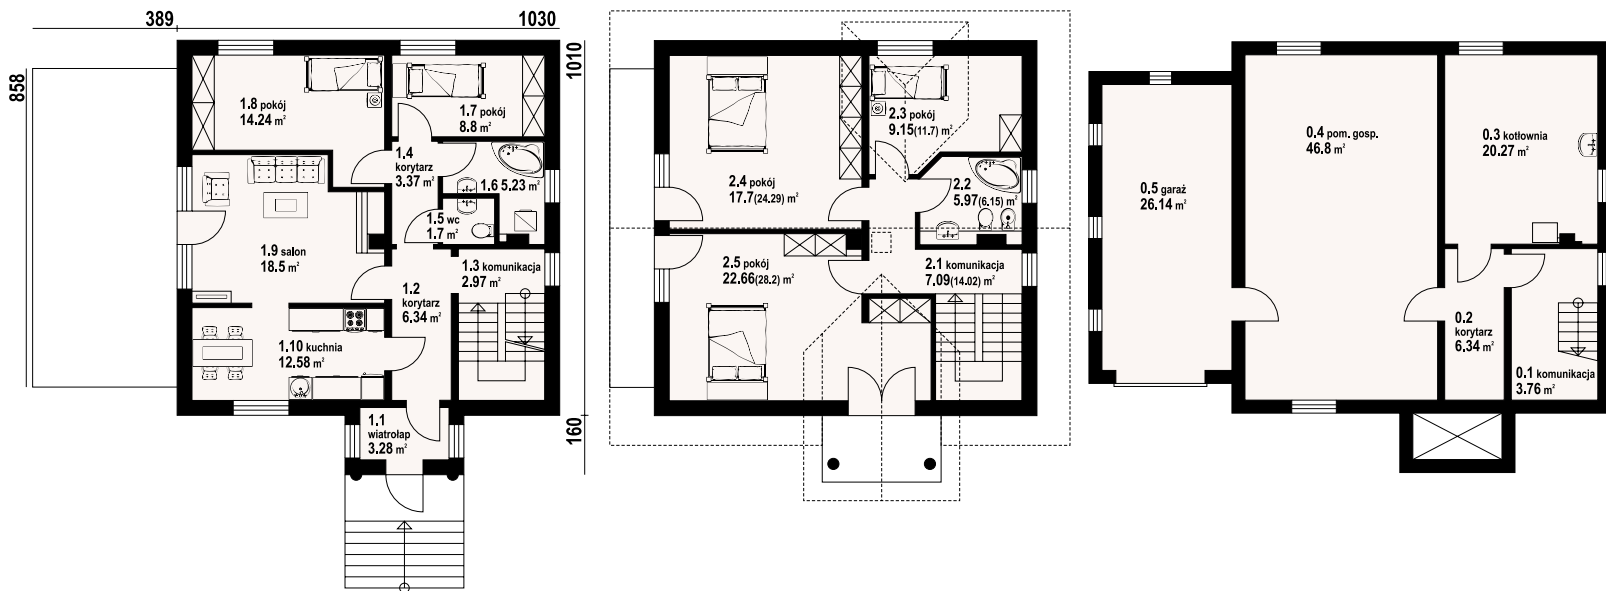 389
1030
858
1010
160
1.8 pokój
14.24 m²
1.7 pokój
8.8 m²
1.4
korytarz
3.37 m²
1.6 5.23 m²
1.5 wc
1.7 m²
1.9 salon
18.5 m²
1.3 komunikacja
2.97 m²
1.2
korytarz
6.34 m²
1.10 kuchnia
12.58 m²
1.1
wiatrołap
3.28 m²
2.3 pokój
9.15(11.7) m²
2.4 pokój
17.7(24.29) m²
2.2
5.97(6.15) m²
2.5 pokój
22.66(28.2) m²
2.1 komunikacja
7.09(14.02) m²
0.4 pom. gosp.
46.8 m²
0.3 kotłownia
20.27 m²
0.5 garaż
26.14 m²
0.2
korytarz
6.34 m²
0.1 komunikacja
3.76 m²